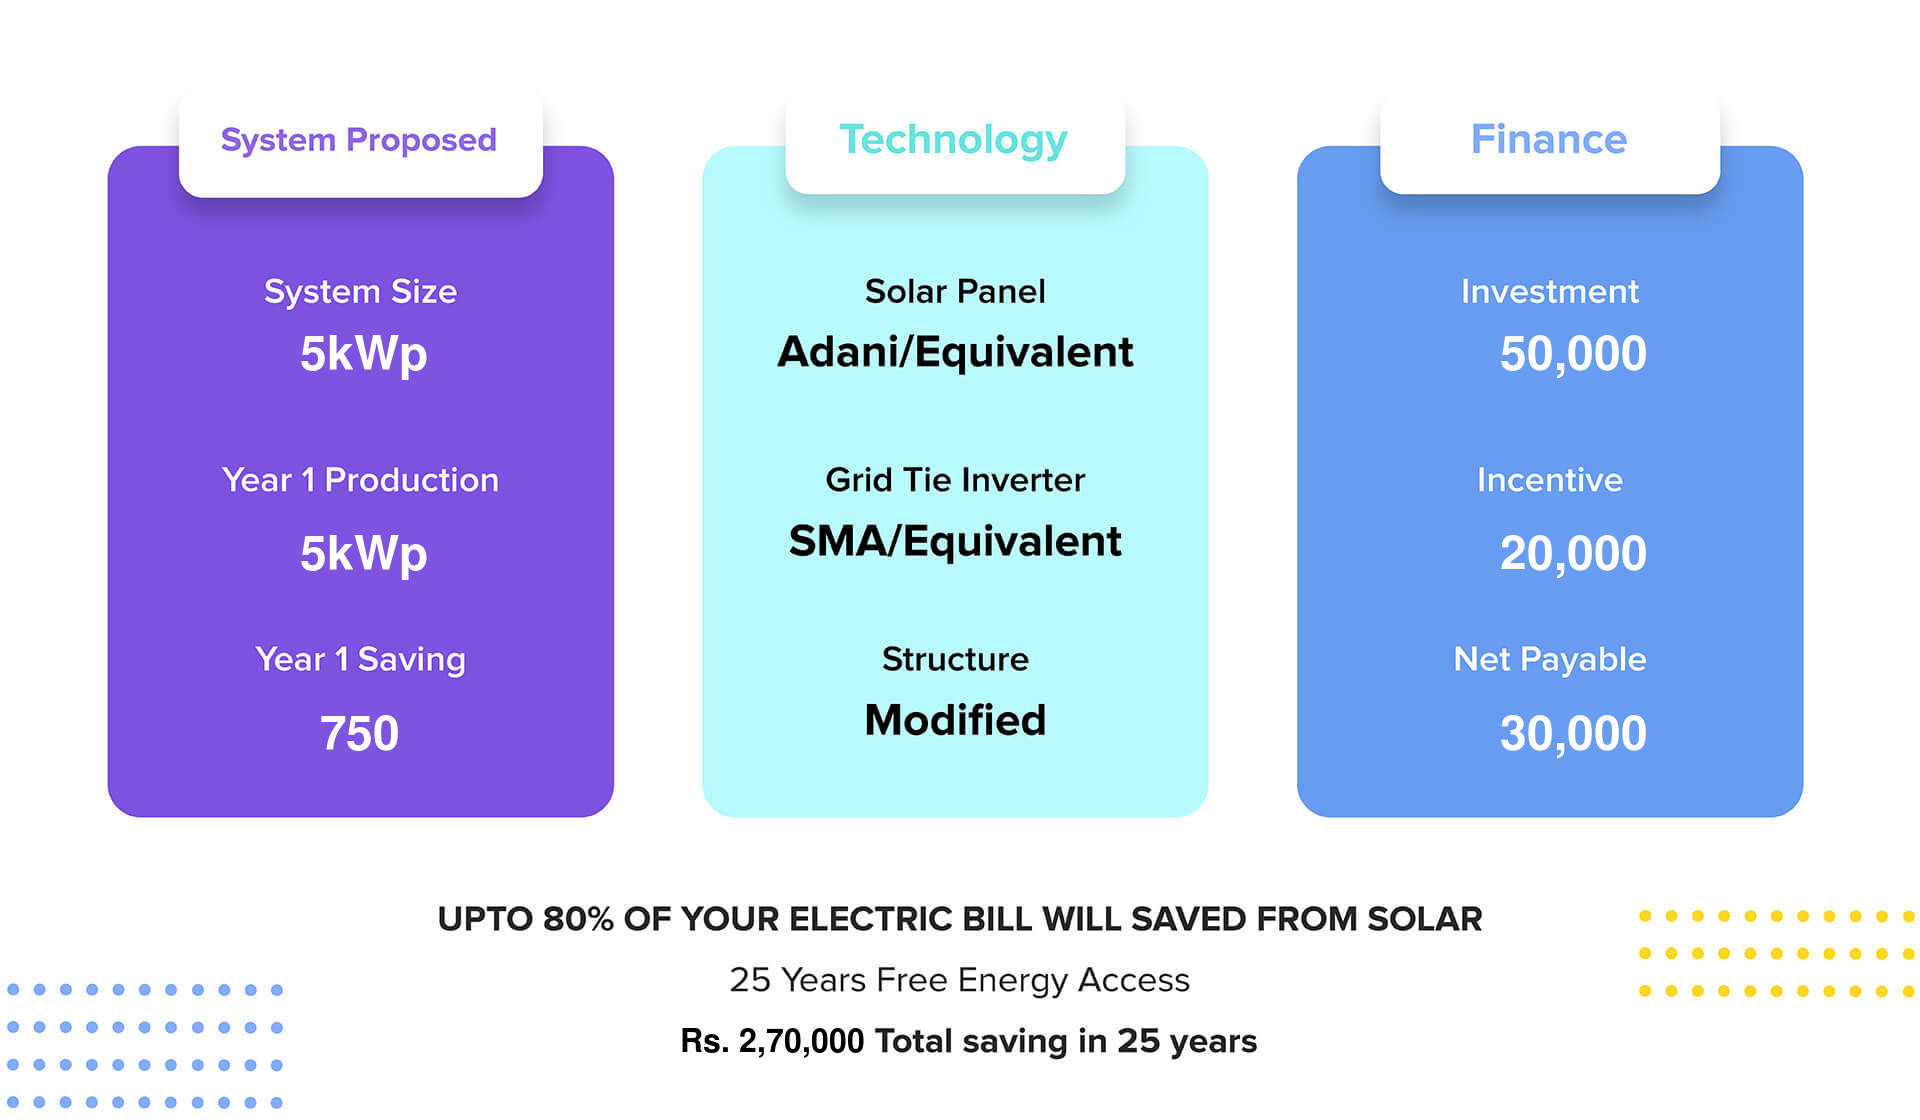 System Proposed
System Size
5kWp
Year 1 Production
5kWp
Year 1 Saving
750
Technology
Solar Panel
Adani/Equivalent
Grid Tie Inverter
SMA/Equivalent
Structure
Modified
Finance
Investment
50,000
Incentive
20,000
Net Payable
30,000
UPTO 80% OF YOUR ELECTRIC BILL WILL SAVED FROM SOLAR
25 Years Free Energy Access
Rs. 2,70,000 Total saving in 25 years